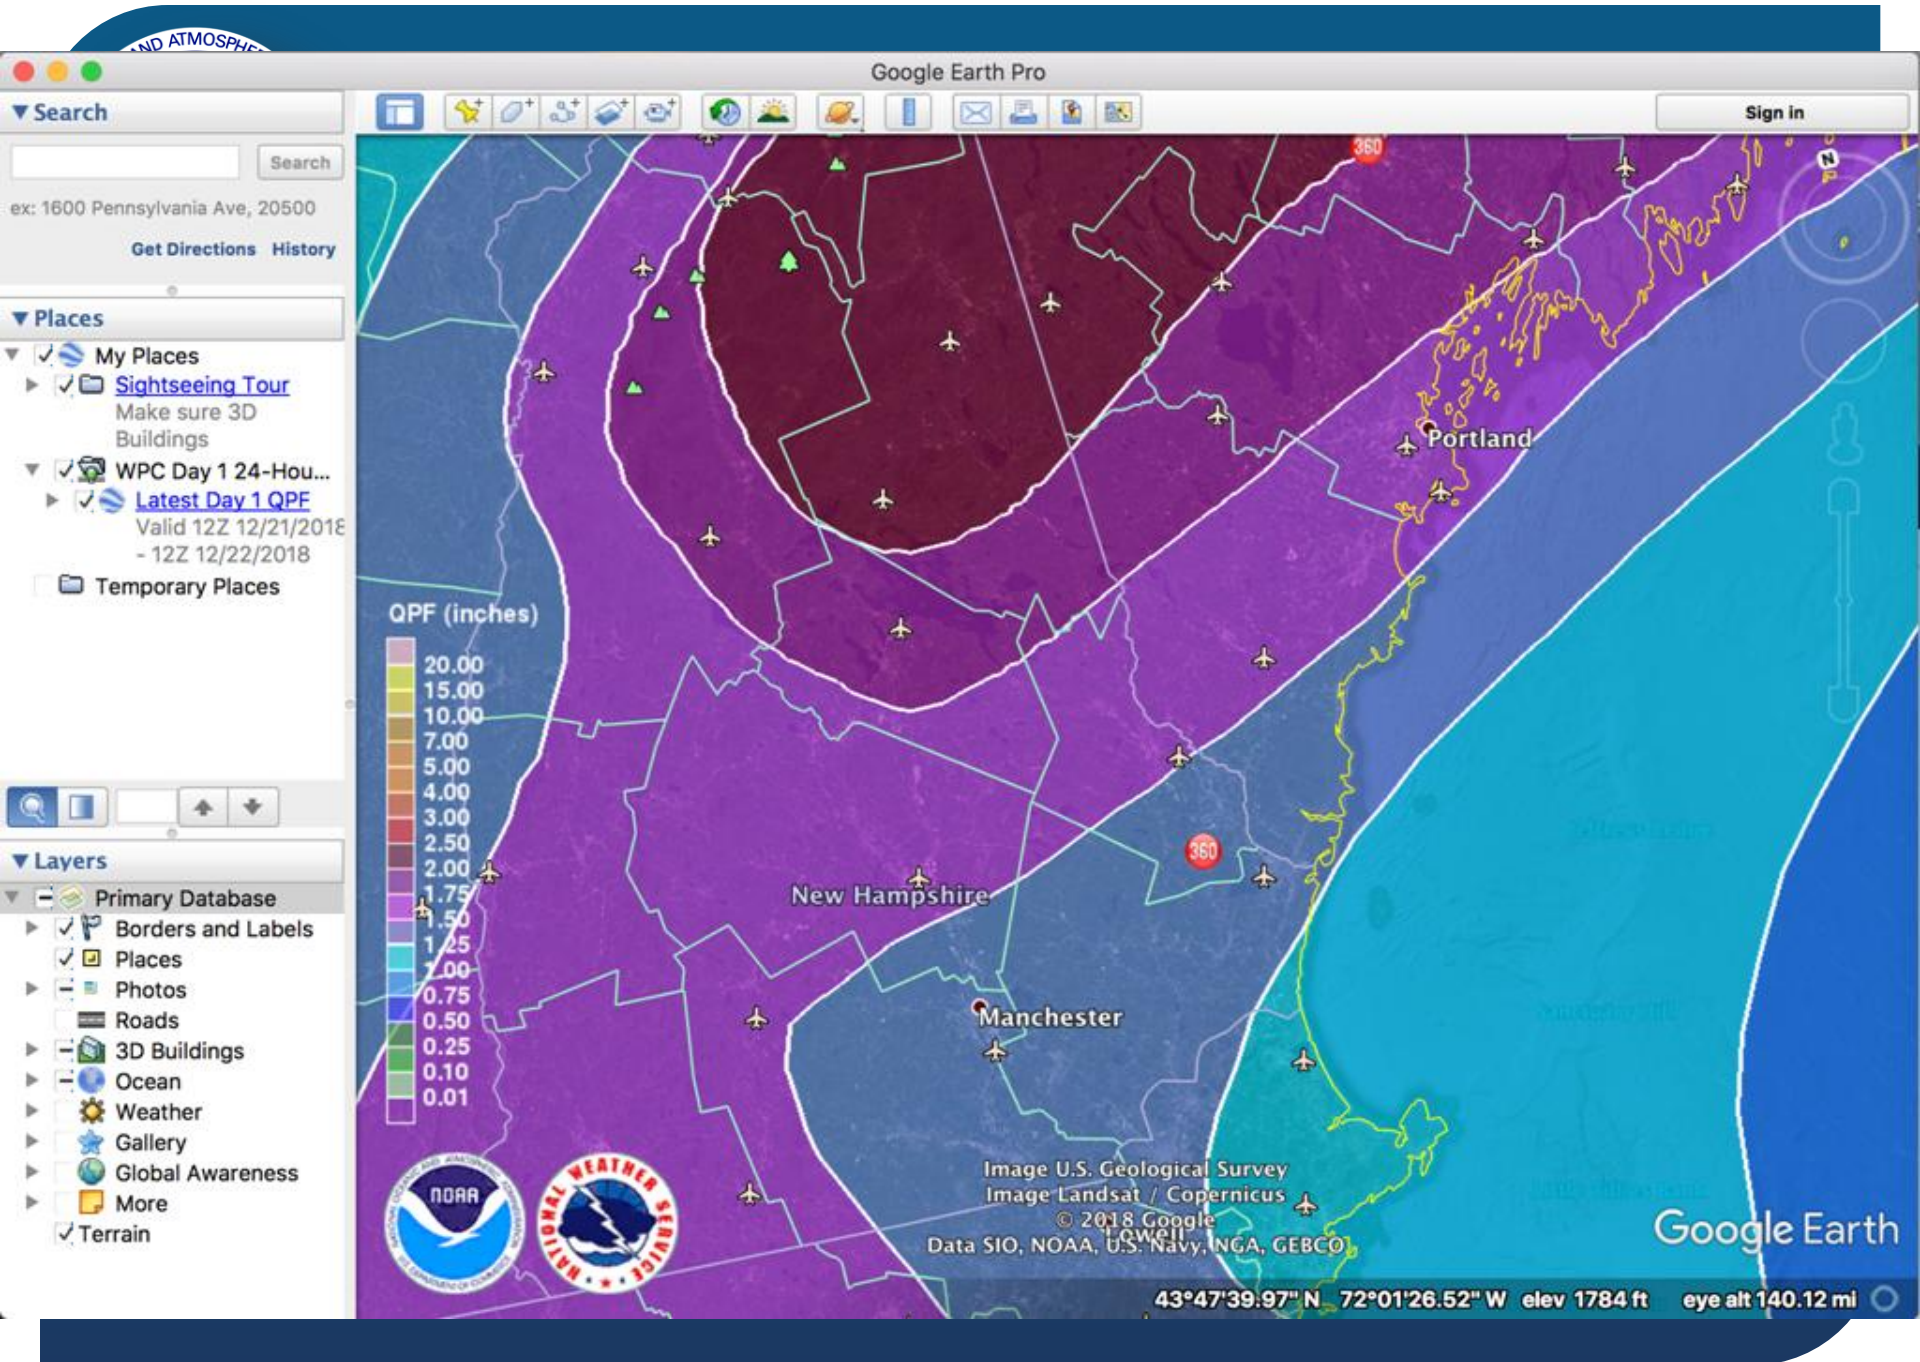 ND ATMOSPHE
Google Earth Pro
Search
Sign in
Search
ex: 1600 Pennsylvania Ave, 20500
Get Directions History
Places
My Places
Sightseeing Tour
Make sure 3D
Buildings
WPC Day 1 24-Hou...
Latest Day 1 QPF
Valid 12Z 12/21/2018
- 12Z 12/22/2018
Temporary Places
Layers
Primary Database
Borders and Labels
Places
Photos
Roads
3D Buildings
Ocean
Weather
Gallery
Global Awareness
More
Terrain
360
N
Portland
QPF (inches)
20.00
15.00
10.00
7.00
5.00
4.00
3.00
2.50
2.00
1.75
1.50
1.25
1.00
0.75
0.50
0.25
0.10
0.01
360
New Hampshire
Manchester
NOAA
NATIONAL WEATHER SERVICE
Image U.S. Geological Survey
Image Landsat / Copernicus
© 2018 Google
Lowell
Data SIO, NOAA, U.S. Navy, NGA, GEBCO
Google Earth
43°47'39.97" N 72°01'26.52" W elev 1784 ft eye alt 140.12 mi